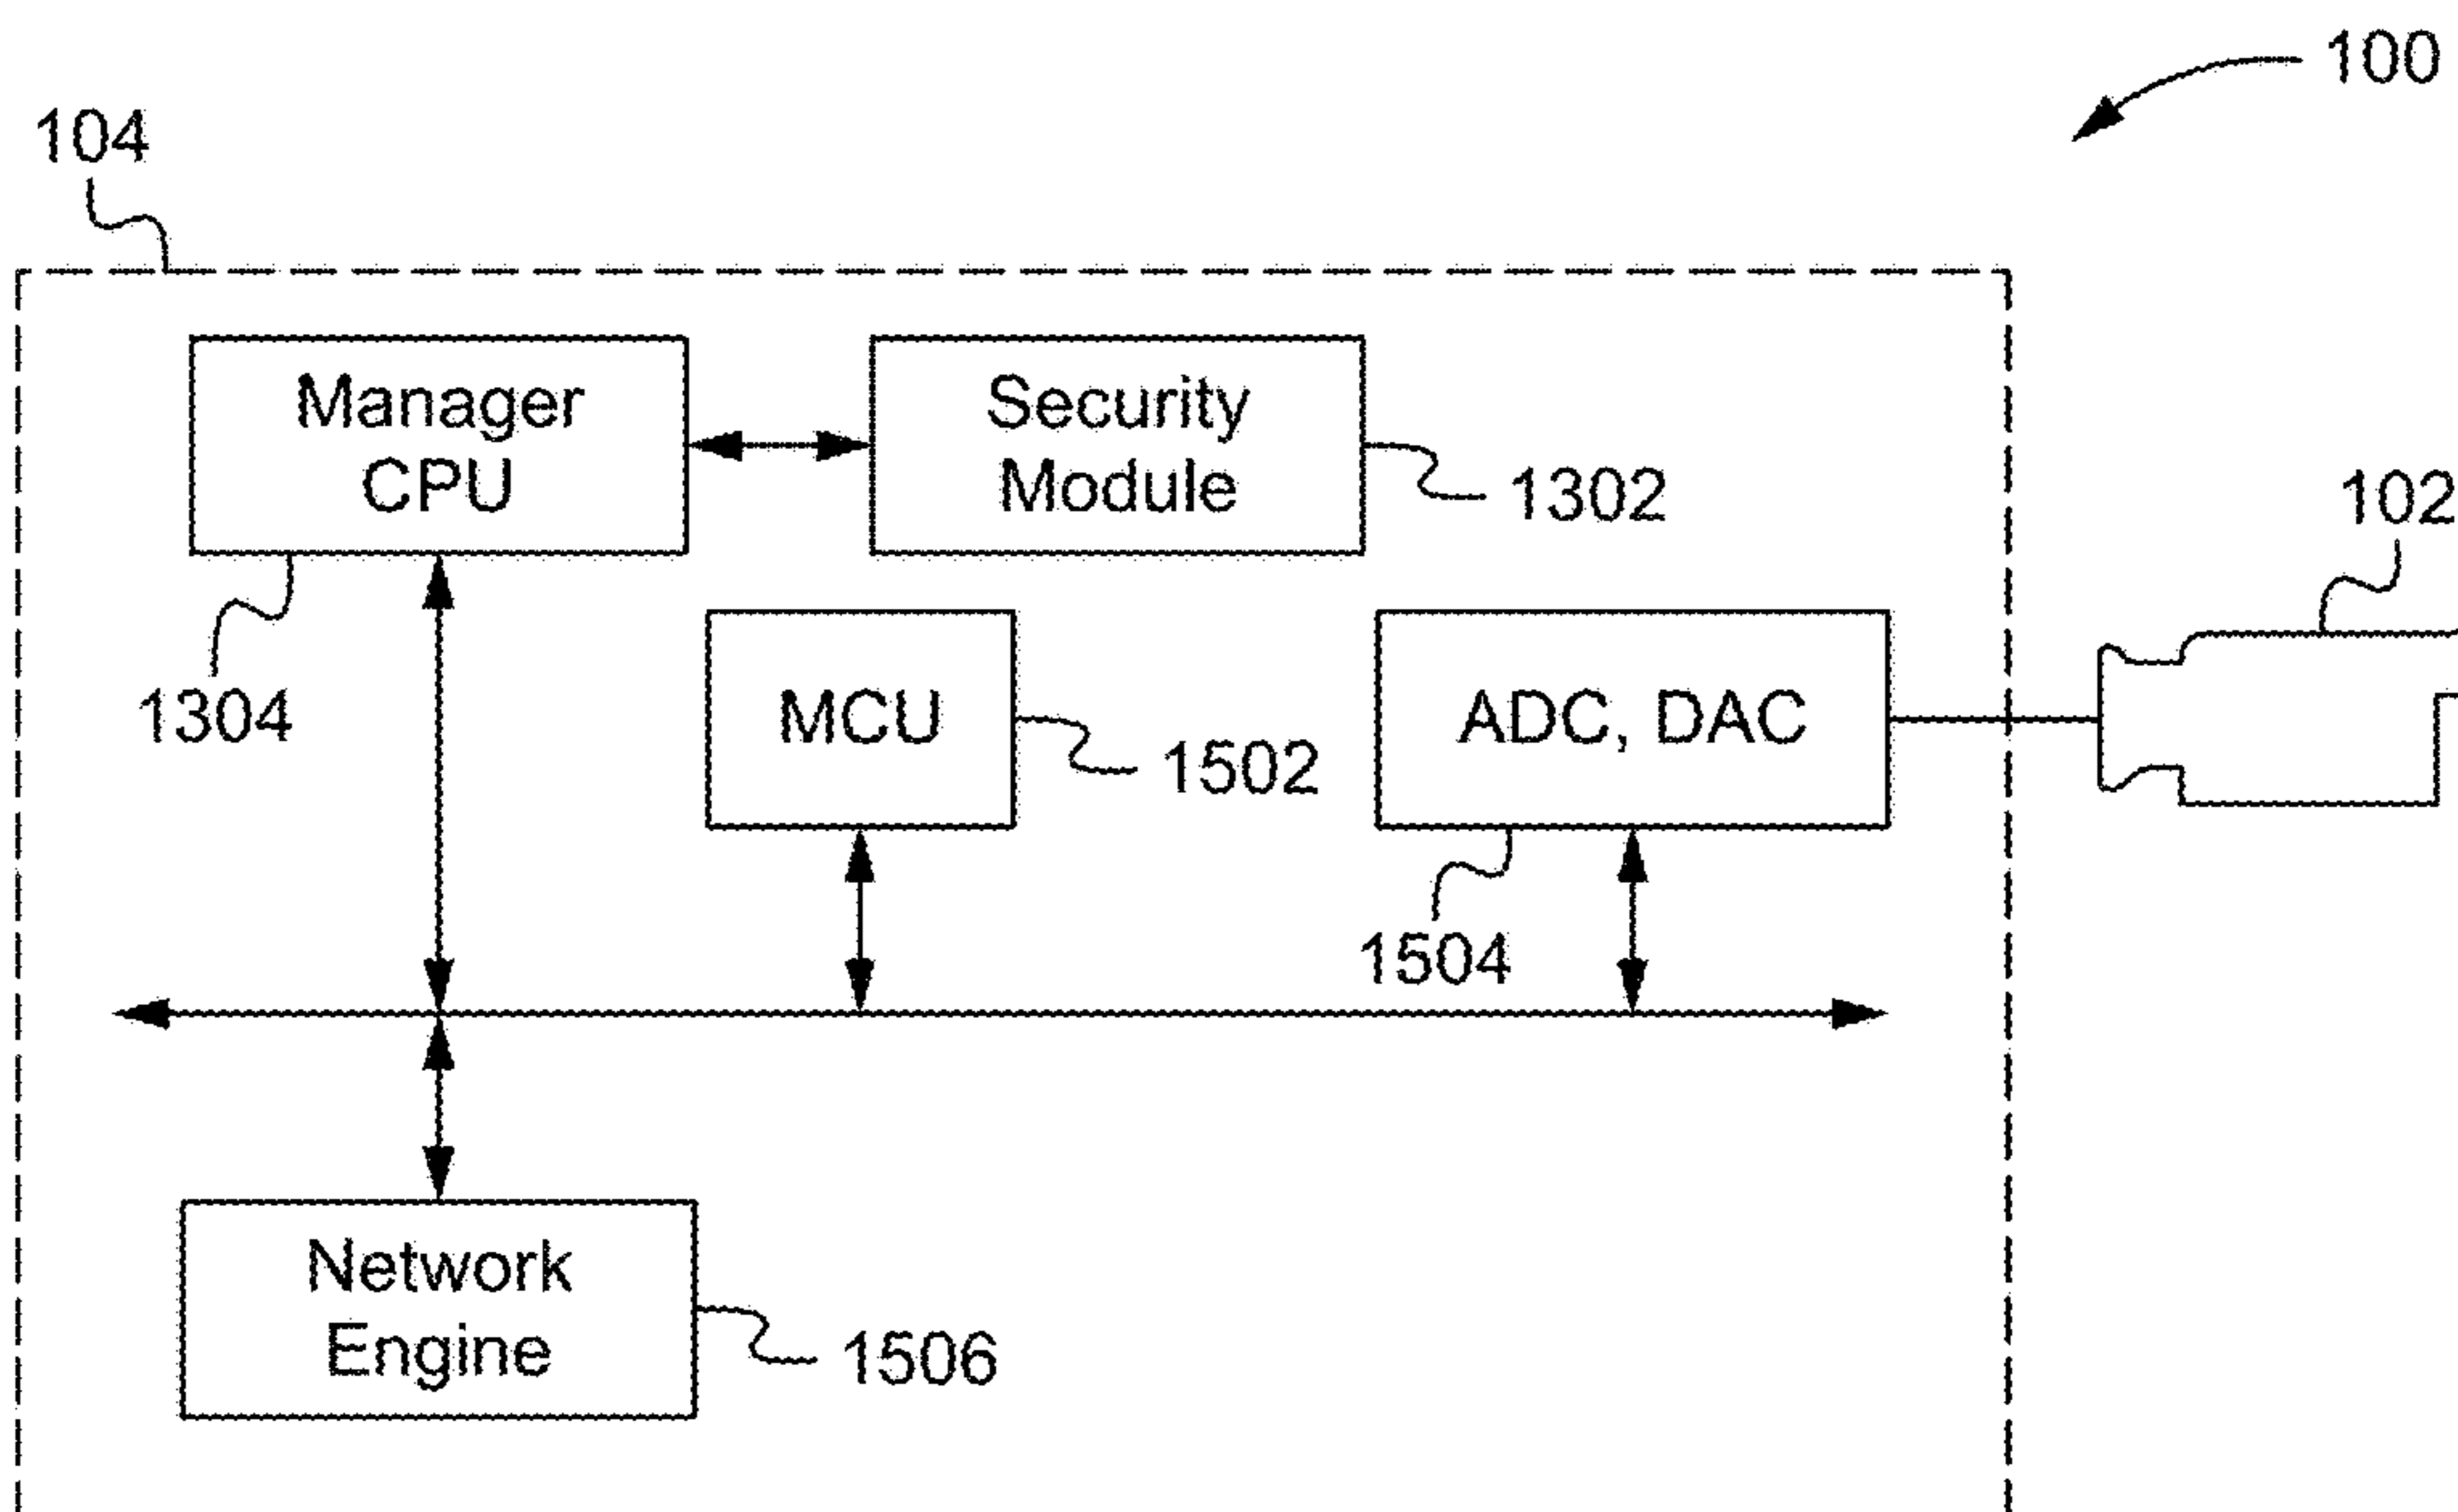 100
104
Manager
CPU
Security
Module
1302
102
1304
MCU
1502
ADC, DAC
1504
Network
Engine
1506